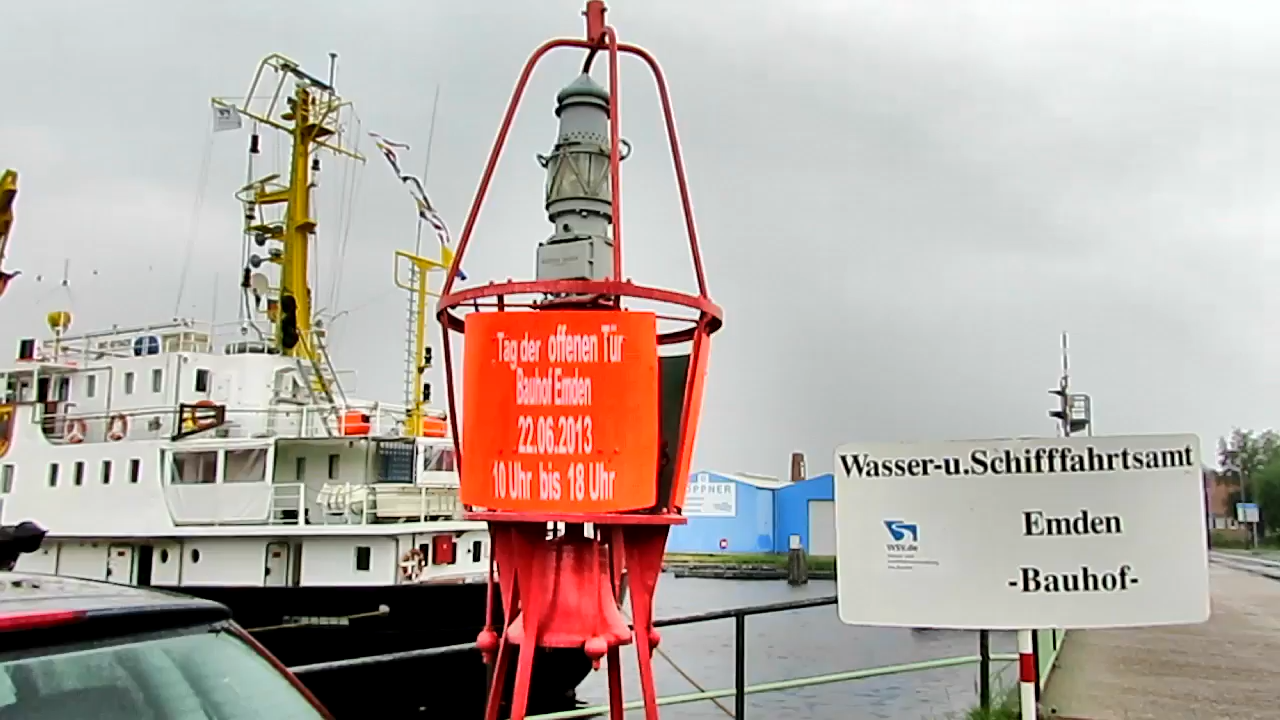 Tag der offenen Tür
Bauhof Emden
22.06.2013
10 Uhr bis 18 Uhr
ÖPPNER
Wasser-u.Schifffahrtsamt
Emden
-Bauhof-
WSV.de